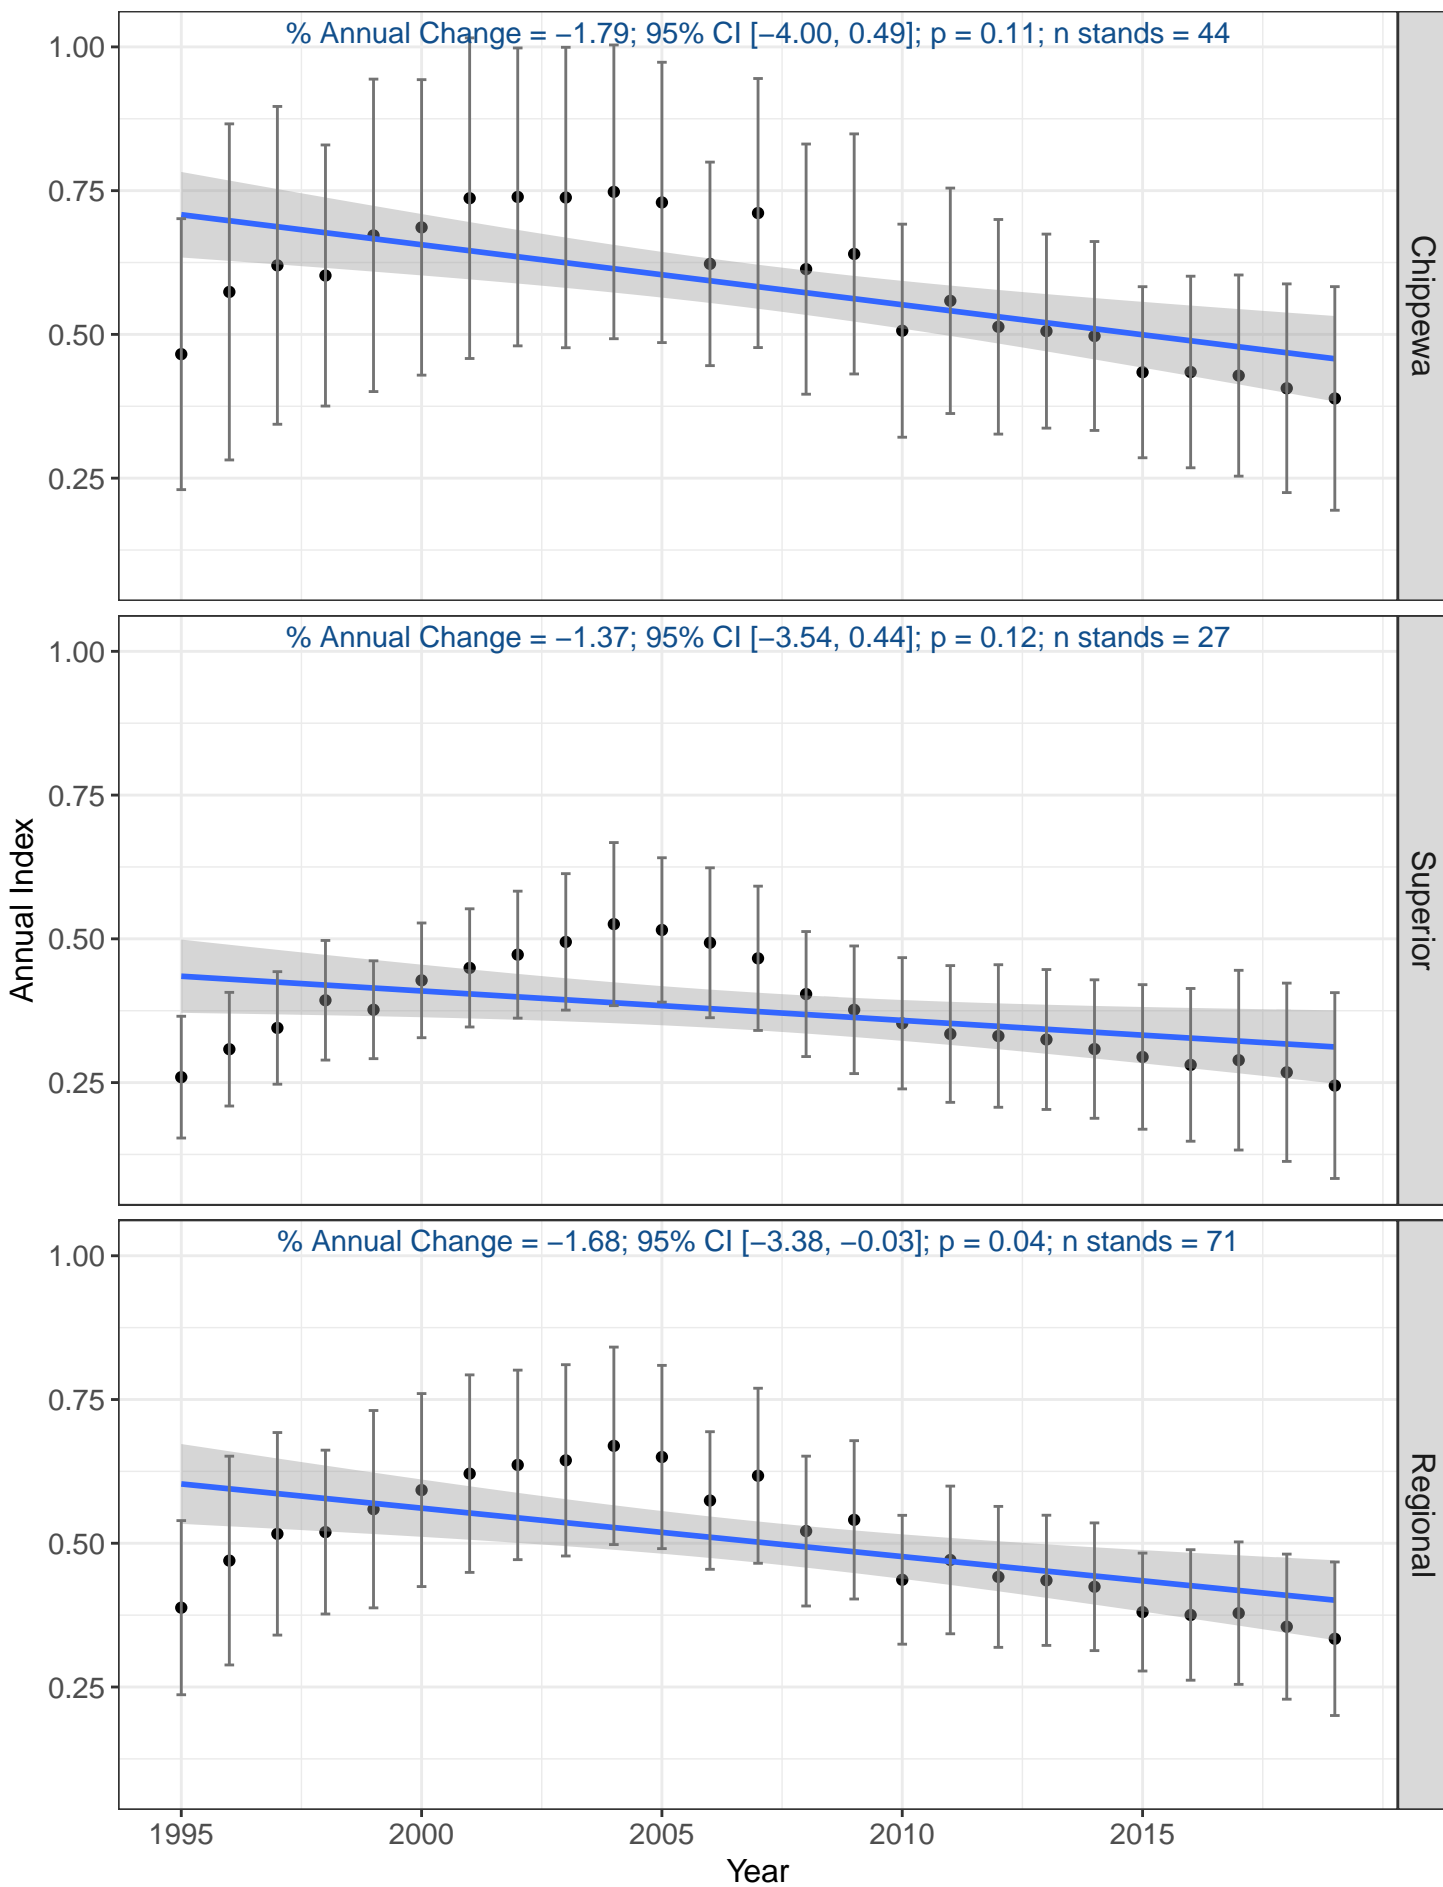 % Annual Change = −1.79; 95% CI [−4.00, 0.49]; p = 0.11; n stands = 44
1.00
0.75
0.50
0.25
Chippewa
% Annual Change = −1.37; 95% CI [−3.54, 0.44]; p = 0.12; n stands = 27
1.00
0.75
0.50
0.25
Superior
Annual Index
% Annual Change = −1.68; 95% CI [−3.38, −0.03]; p = 0.04; n stands = 71
1.00
0.75
0.50
0.25
Regional
1995 2000 2005 2010 2015
Year